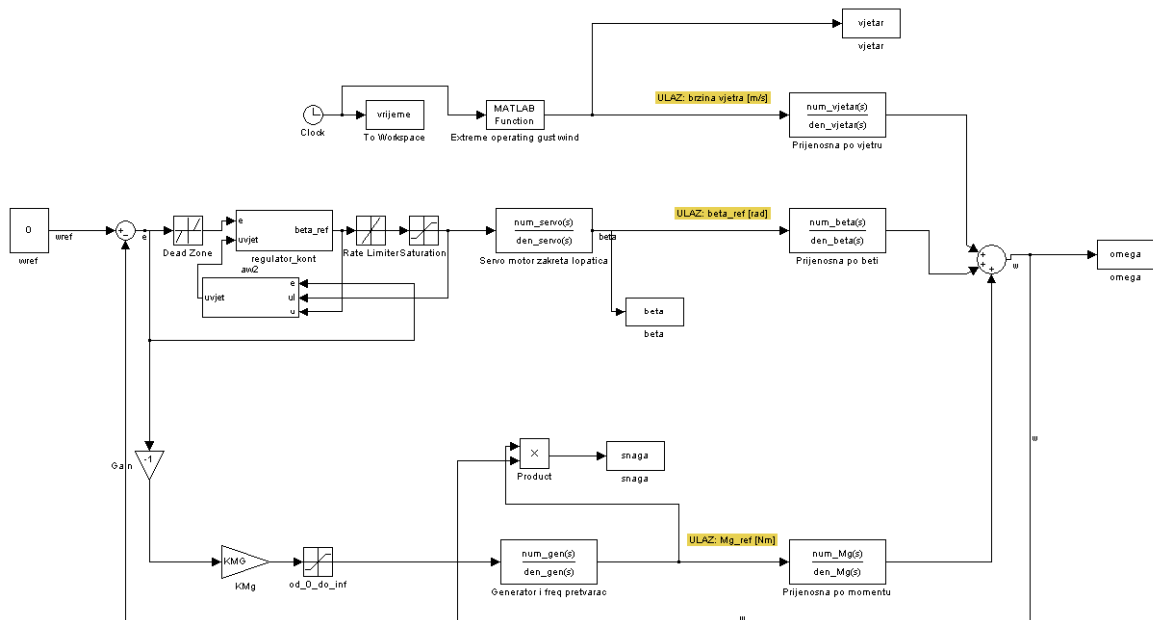 vjetar
vjetar
ULAZ: brzina vjetra [m/s]
Clock
vrijeme
To Workspace
MATLAB
Function
Extreme operating gust wind
num_vjetar(s)
den_vjetar(s)
Prijenosna po vjetru
0
wref
wref
+
-
e
Dead Zone
e
uvjet
beta_ref
regulator_kont
aw2
uvjet
e
ul
u
Rate Limiter
Saturation
num_servo(s)
den_servo(s)
Servo motor zakreta lopatica
beta
ULAZ: beta_ref [rad]
num_beta(s)
den_beta(s)
Prijenosna po beti
beta
beta
+
+
+
w
omega
omega
w
-1
Gain
×
Product
snaga
snaga
KMG
KMg
od_0_do_inf
num_gen(s)
den_gen(s)
Generator i freq pretvarac
ULAZ: Mg_ref [Nm]
num_Mg(s)
den_Mg(s)
Prijenosna po momentu
w